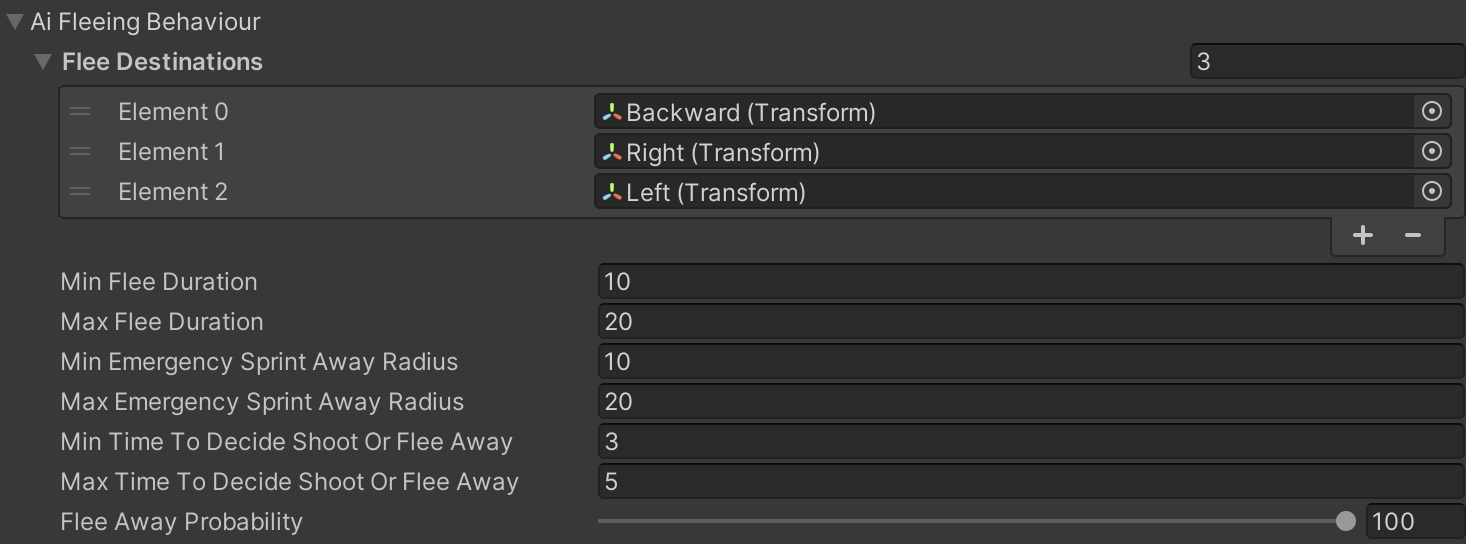 Ai Fleeing Behaviour
Flee Destinations 3
Element 0 Backward (Transform)
Element 1 Right (Transform)
Element 2 Left (Transform)
+ -
Min Flee Duration 10
Max Flee Duration 20
Min Emergency Sprint Away Radius 10
Max Emergency Sprint Away Radius 20
Min Time To Decide Shoot Or Flee Away 3
Max Time To Decide Shoot Or Flee Away 5
Flee Away Probability 100